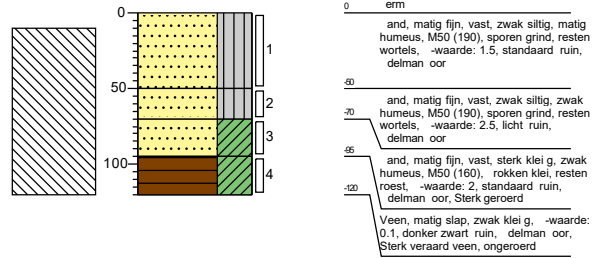 0
50
100
1
2
3
4
0
erm
and, matig fijn, vast, zwak siltig, matig
humeus, M50 (190), sporen grind, resten
wortels, -waarde: 1.5, standaard ruin,
delman oor
-50
and, matig fijn, vast, zwak siltig, zwak
humeus, M50 (190), sporen grind, resten
wortels, -waarde: 2.5, licht ruin,
delman oor
-70
and, matig fijn, vast, sterk klei g, zwak
humeus, M50 (160), rokken klei, resten
roest, -waarde: 2, standaard ruin,
delman oor, Sterk geroerd
-95
Veen, matig slap, zwak klei g, -waarde:
0.1, donker zwart ruin, delman oor,
Sterk veraard veen, ongeroerd
-120